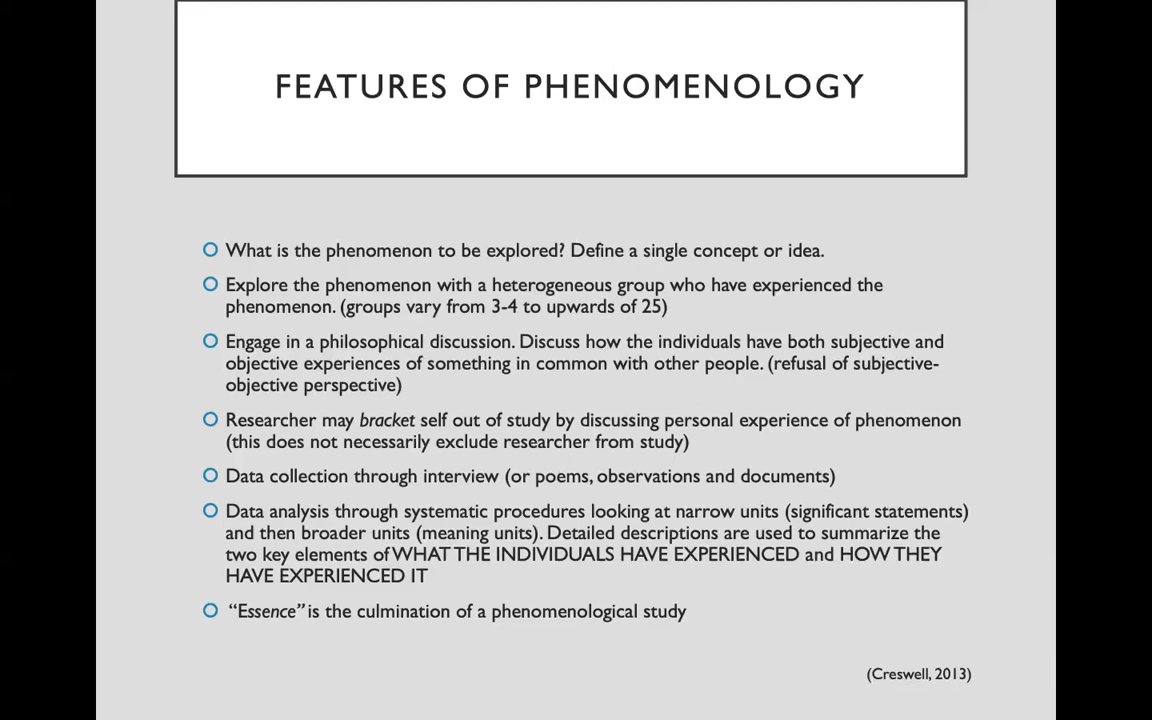 FEATURES OF PHENOMENOLOGY
What is the phenomenon to be explored? Define a single concept or idea.
Explore the phenomenon with a heterogeneous group who have experienced the
phenomenon. (groups vary from 3-4 to upwards of 25)
Engage in a philosophical discussion. Discuss how the individuals have both subjective and
objective experiences of something in common with other people. (refusal of subjective-
objective perspective)
Researcher may bracket self out of study by discussing personal experience of phenomenon
(this does not necessarily exclude researcher from study)
Data collection through interview (or poems, observations and documents)
Data analysis through systematic procedures looking at narrow units (significant statements)
and then broader units (meaning units). Detailed descriptions are used to summarize the
two key elements of WHAT THE INDIVIDUALS HAVE EXPERIENCED and HOW THEY
HAVE EXPERIENCED IT
“Essence” is the culmination of a phenomenological study
(Creswell, 2013)